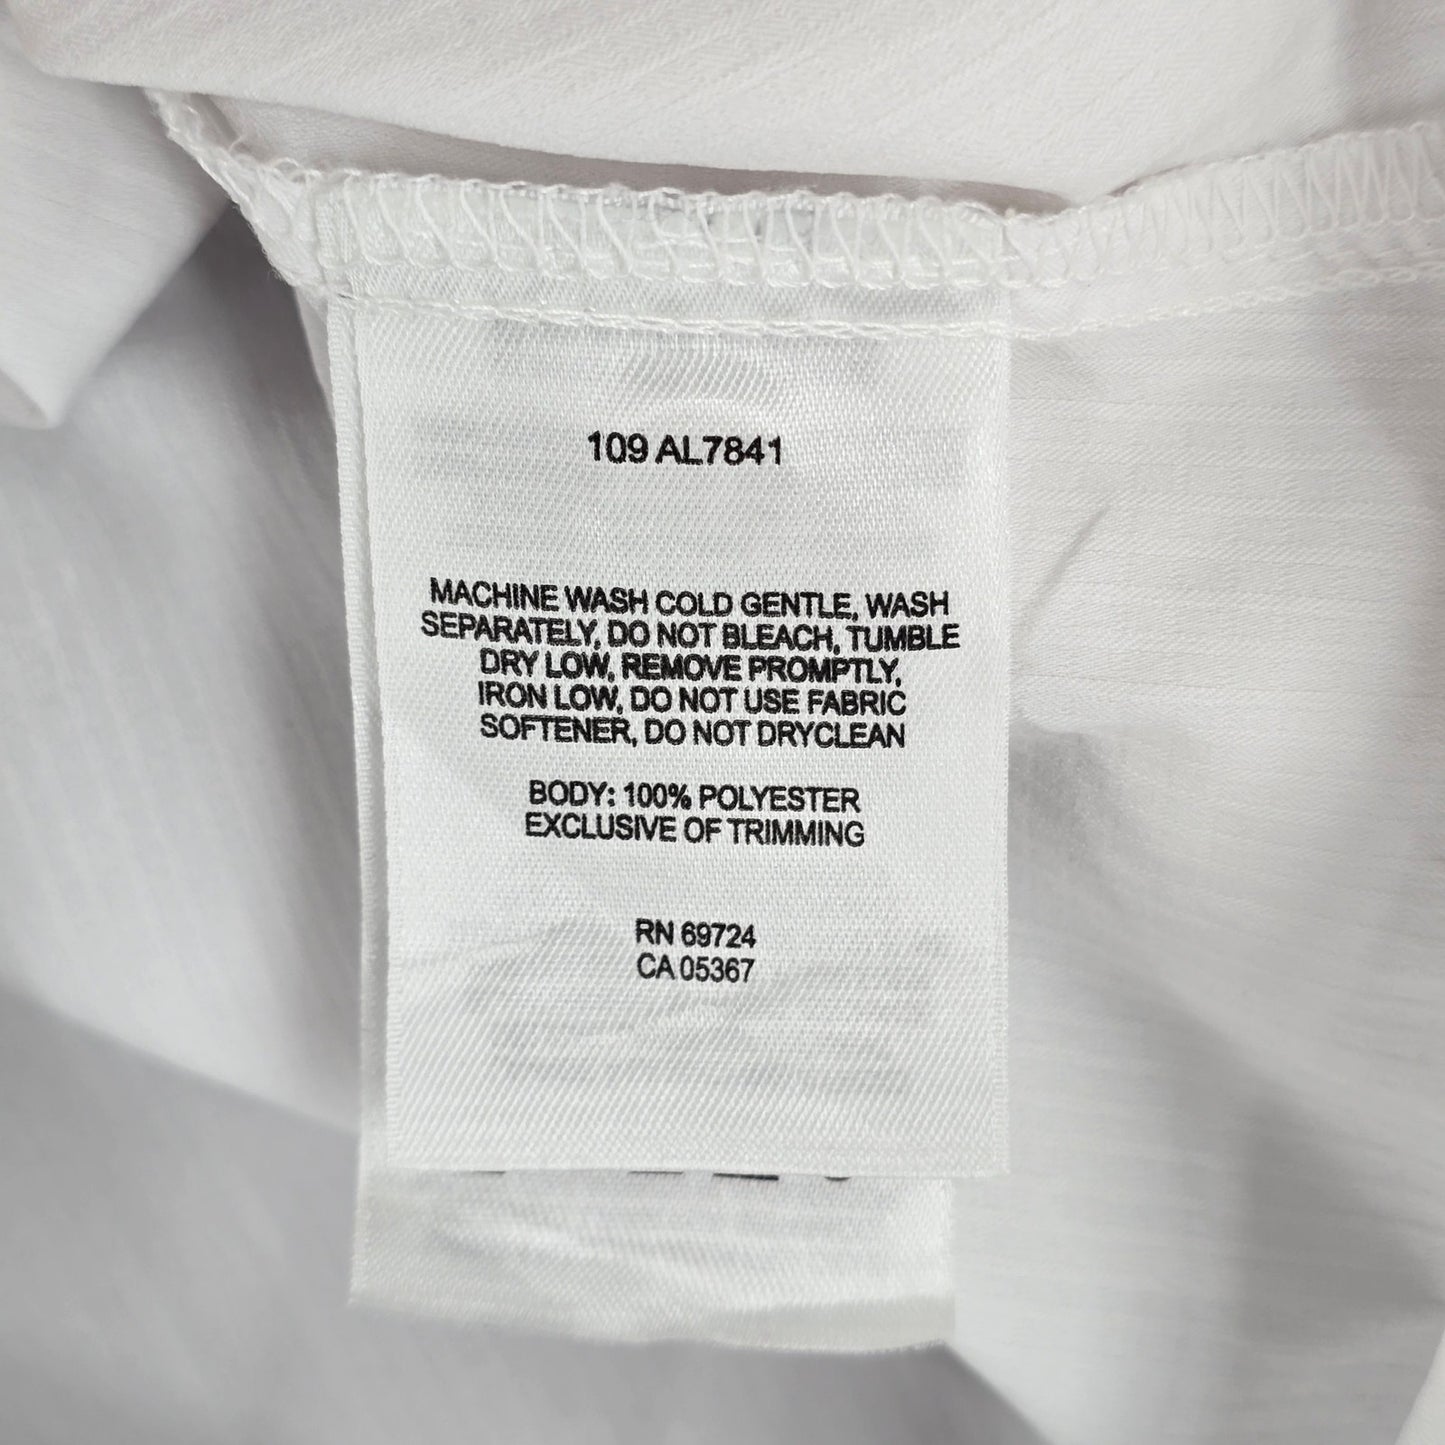 109 AL7841
MACHINE WASH COLD GENTLE, WASH
SEPARATELY, DO NOT BLEACH, TUMBLE
DRY LOW, REMOVE PROMPTLY,
IRON LOW, DO NOT USE FABRIC
SOFTENER, DO NOT DRYCLEAN
BODY: 100% POLYESTER
EXCLUSIVE OF TRIMMING
RN 69724
CA 05367